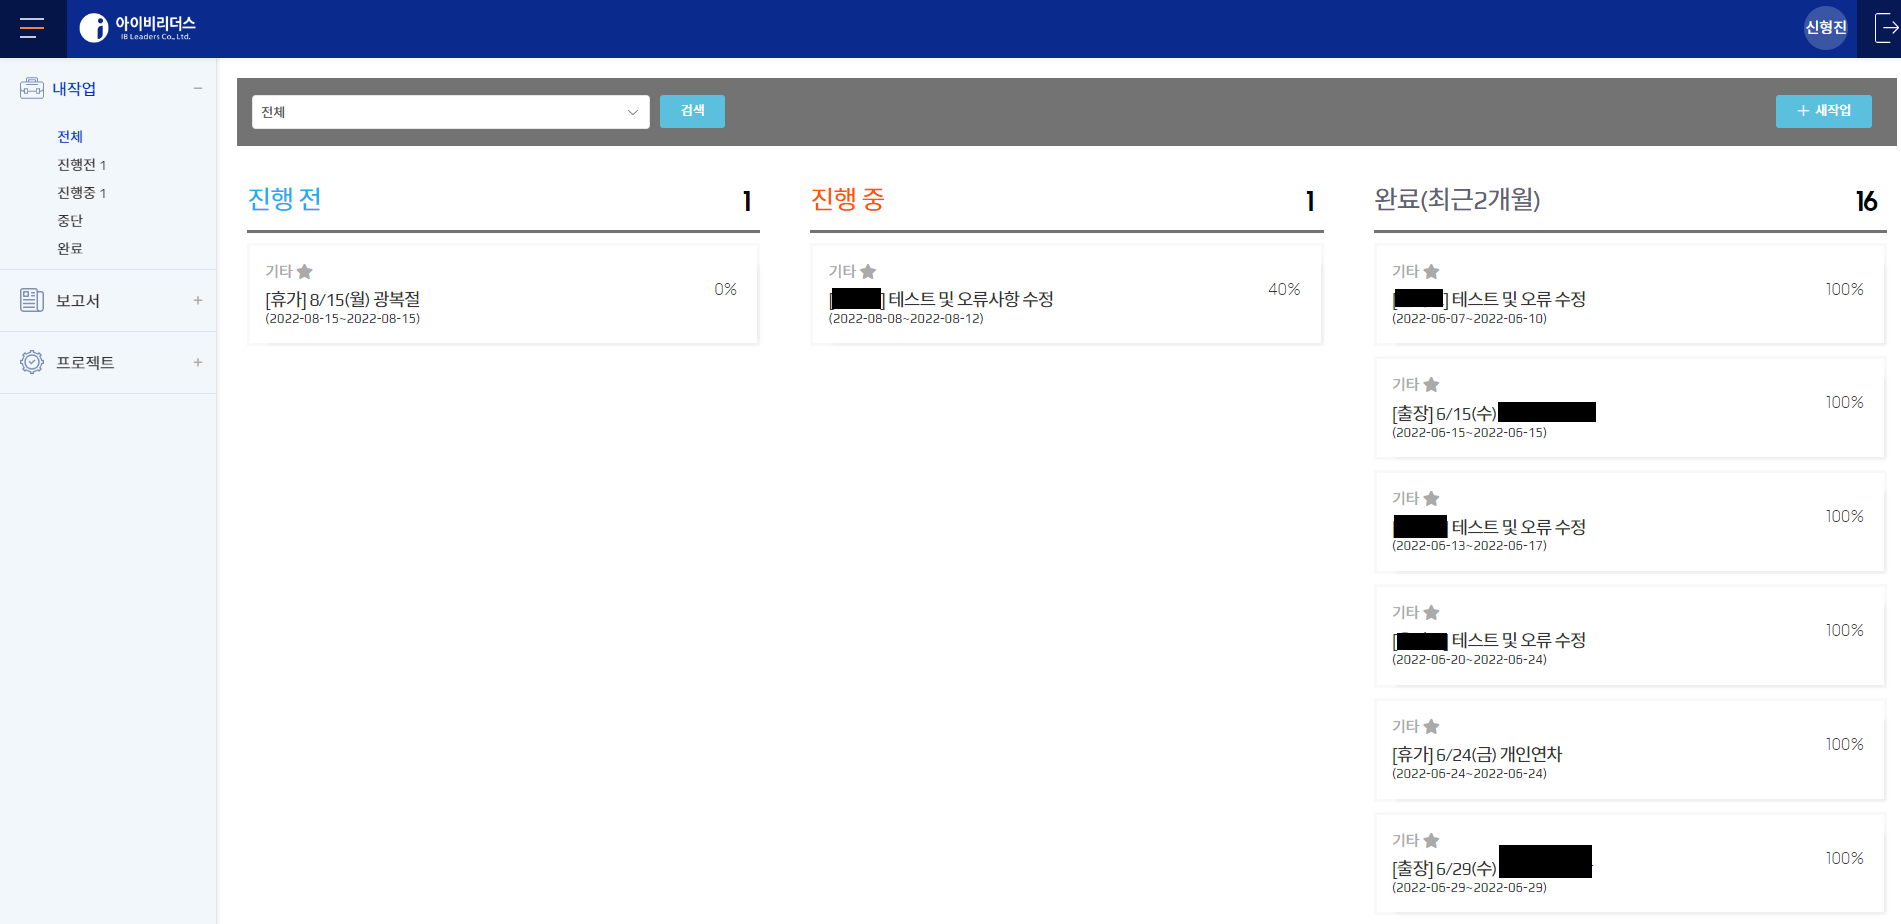 아이비리더스
IB Leaders Co., Ltd.
신형진
내작업
전체
진행전 1
진행중 1
중단
완료
보고서
프로젝트
전체
검색
+ 새작업
진행 전 1
기타
[휴가] 8/15(월) 광복절
0%
(2022-08-15~2022-08-15)
진행 중 1
기타
[ ] 테스트 및 오류사항 수정
40%
(2022-08-08~2022-08-12)
완료(최근2개월) 16
기타
[ ] 테스트 및 오류 수정
100%
(2022-06-07~2022-06-10)
기타
[출장] 6/15(수)
100%
(2022-06-15~2022-06-15)
기타
[ ] 테스트 및 오류 수정
100%
(2022-06-13~2022-06-17)
기타
[ ] 테스트 및 오류 수정
100%
(2022-06-20~2022-06-24)
기타
[휴가] 6/24(금) 개인연차
100%
(2022-06-24~2022-06-24)
기타
[출장] 6/29(수)
100%
(2022-06-29~2022-06-29)